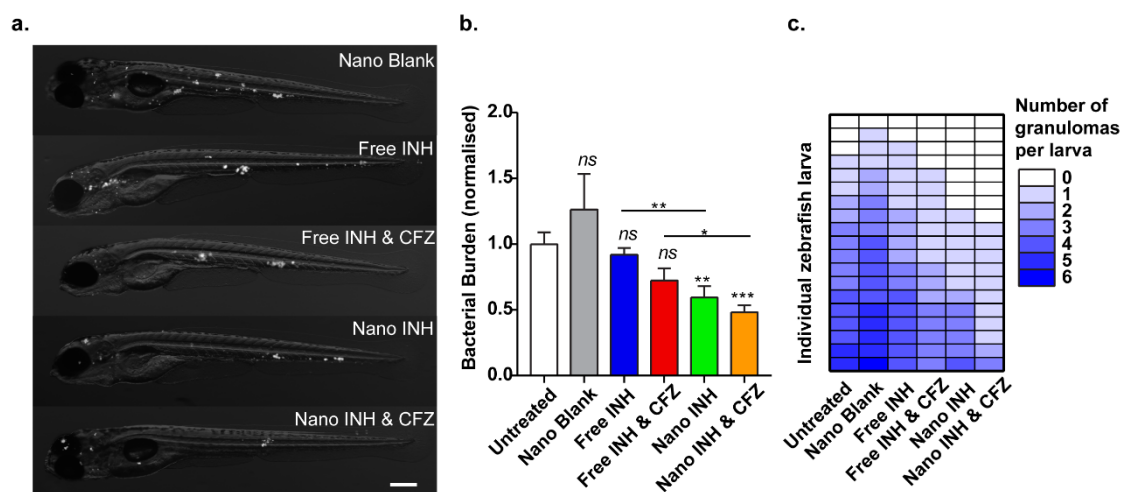 a.
Nano Blank
Free INH
Free INH & CFZ
Nano INH
Nano INH & CFZ
b.
Bacterial Burden (normalised)
2.0
1.5
1.0
0.5
0.0
ns
ns
**
ns
*
**
***
Untreated
Nano Blank
Free INH
Free INH & CFZ
Nano INH
Nano INH & CFZ
c.
Individual zebrafish larva
Untreated
Nano Blank
Free INH
Free INH & CFZ
Nano INH
Nano INH & CFZ
Number of
granulomas
per larva
0
1
2
3
4
5
6